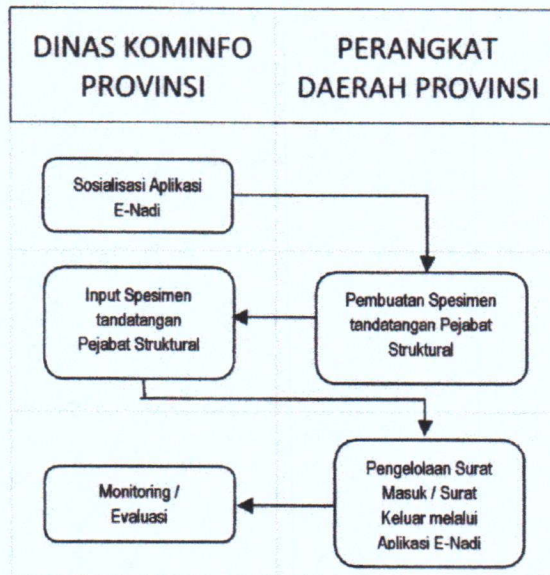 DINAS KOMINFO
PROVINSI
PERANGKAT
DAERAH PROVINSI
Sosialisasi Aplikasi
E-Nadi
Input Spesimen
tandatangan
Pejabat Struktural
Pembuatan Spesimen
tandatangan Pejabat
Struktural
Monitoring /
Evaluasi
Pengelolaan Surat
Masuk / Surat
Keluar melalui
Aplikasi E-Nadi